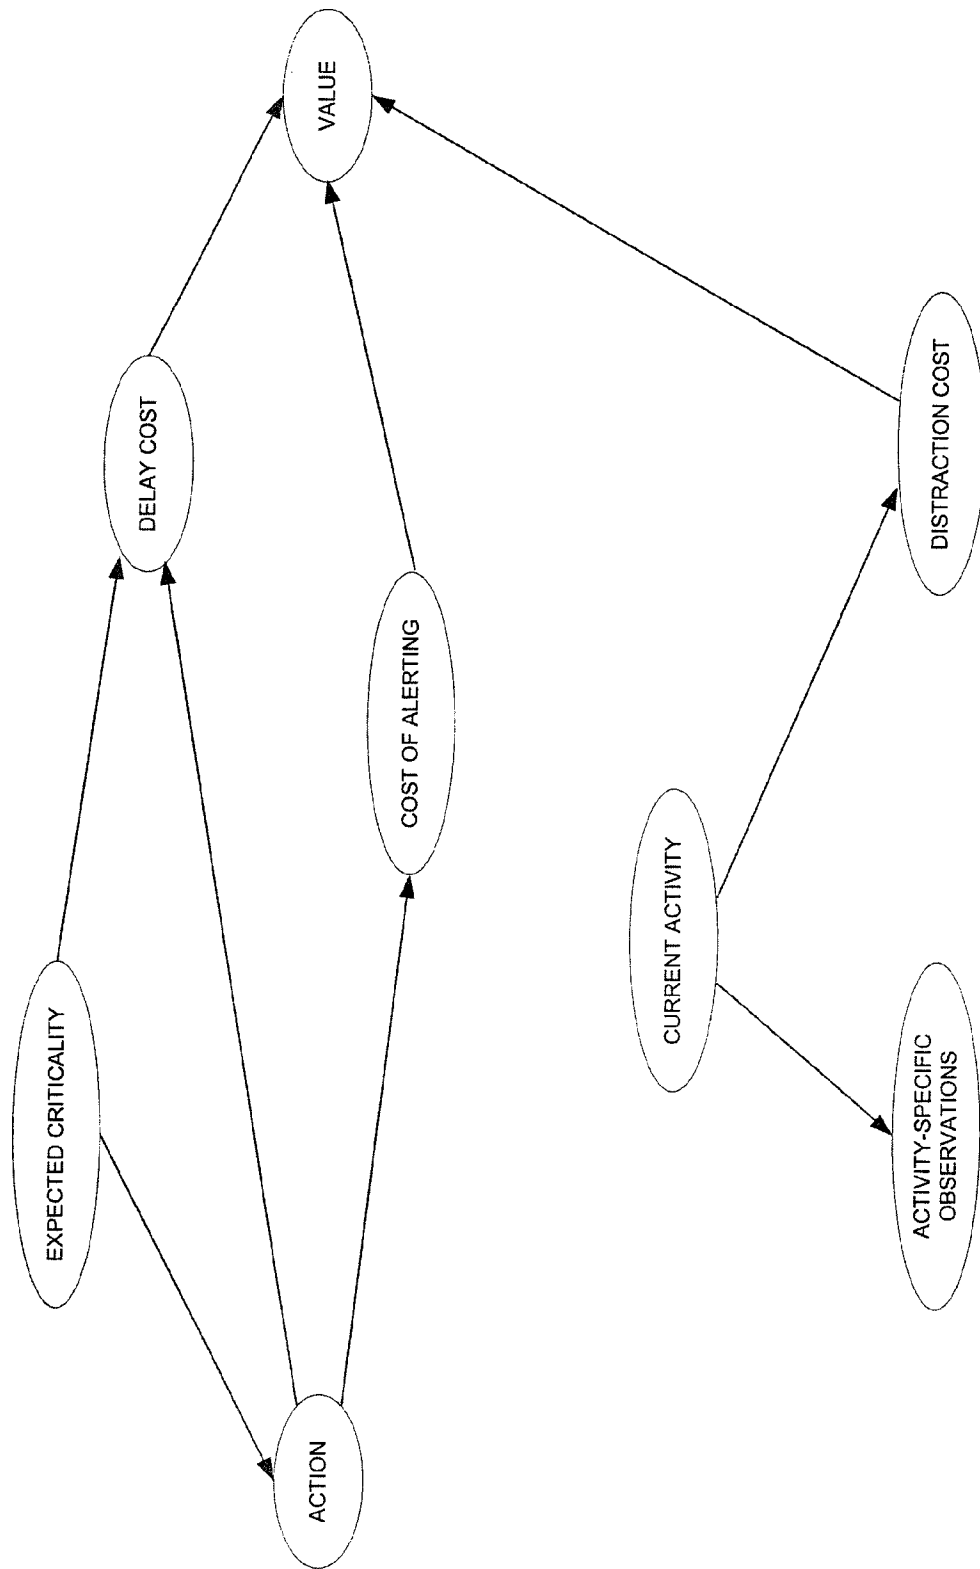 EXPECTED CRITICALITY
DELAY COST
VALUE
ACTION
COST OF ALERTING
CURRENT ACTIVITY
ACTIVITY-SPECIFIC
OBSERVATIONS
DISTRACTION COST